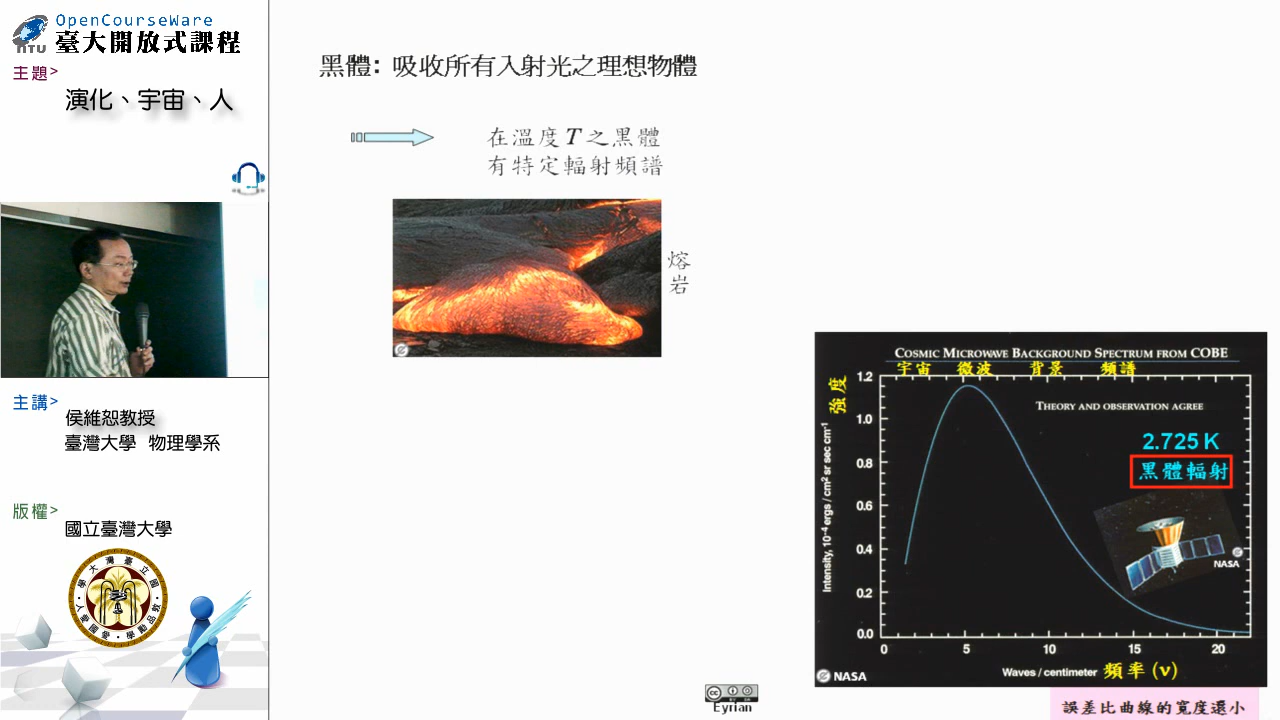 OpenCourseWare
NTU
臺大開放式課程
主題>
演化、宇宙、人
主講>
侯維恕教授
臺灣大學 物理學系
版權>
國立臺灣大學
黑體: 吸收所有入射光之理想物體
在溫度 T 之黑體
有特定輻射頻譜
熔岩
COSMIC MICROWAVE BACKGROUND SPECTRUM FROM COBE
宇宙 微波 背景 頻譜
THEORY AND OBSERVATION AGREE
2.725 K
黑體輻射
NASA
強度
Intensity, 10⁻⁴ ergs / cm² sr sec cm⁻¹
1.2
1.0
0.8
0.6
0.4
0.2
0.0
0 5 10 15 20
Waves / centimeter 頻率 (ν)
NASA
誤差比曲線的寬度還小
cc
Eyrian